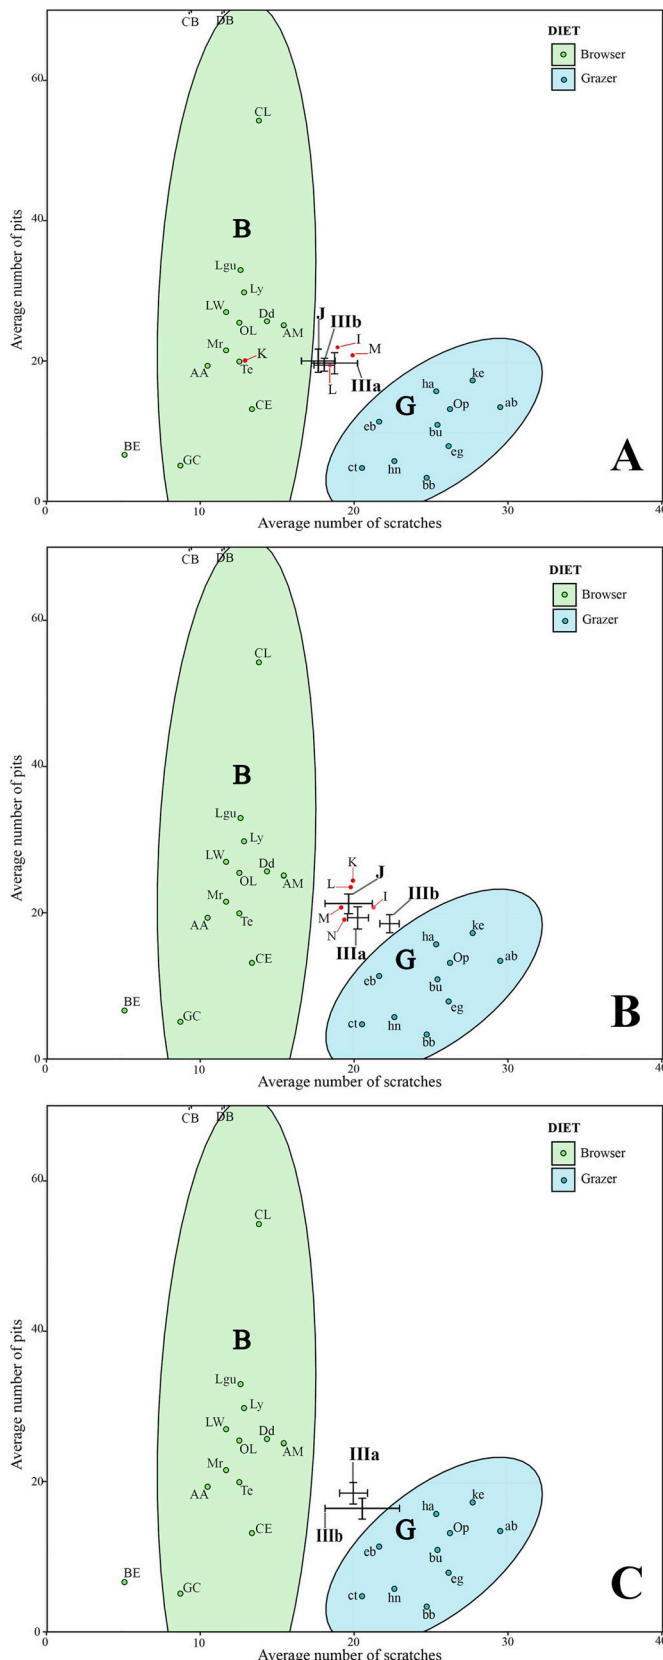 CB DB
DIET
Browser
Grazer
60
CL
Average number of pits
40
B
Lgu
Ly
LW
Dd
OL
AM
J
IIIb
I
M
Mr
K
20
Te
AA
L
IIIa
CE
ke
ha
G
Op
ab
eb
bu
BE
GC
eg
ct
hn
bb
A
0
10
20
30
40
Average number of scratches
CB DB
DIET
Browser
Grazer
60
CL
Average number of pits
40
B
Lgu
Ly
LW
Dd
OL
AM
K
L
J
I
IIIb
Mr
M
20
Te
AA
N
IIIa
CE
ke
ha
G
Op
ab
eb
bu
BE
GC
eg
ct
hn
bb
B
0
10
20
30
40
Average number of scratches
CB DB
DIET
Browser
Grazer
60
CL
Average number of pits
40
B
Lgu
Ly
LW
Dd
OL
AM
IIIa
Mr
20
Te
AA
IIIb
CE
ke
ha
G
Op
ab
eb
bu
BE
GC
eg
ct
hn
bb
C
0
10
20
30
40
Average number of scratches